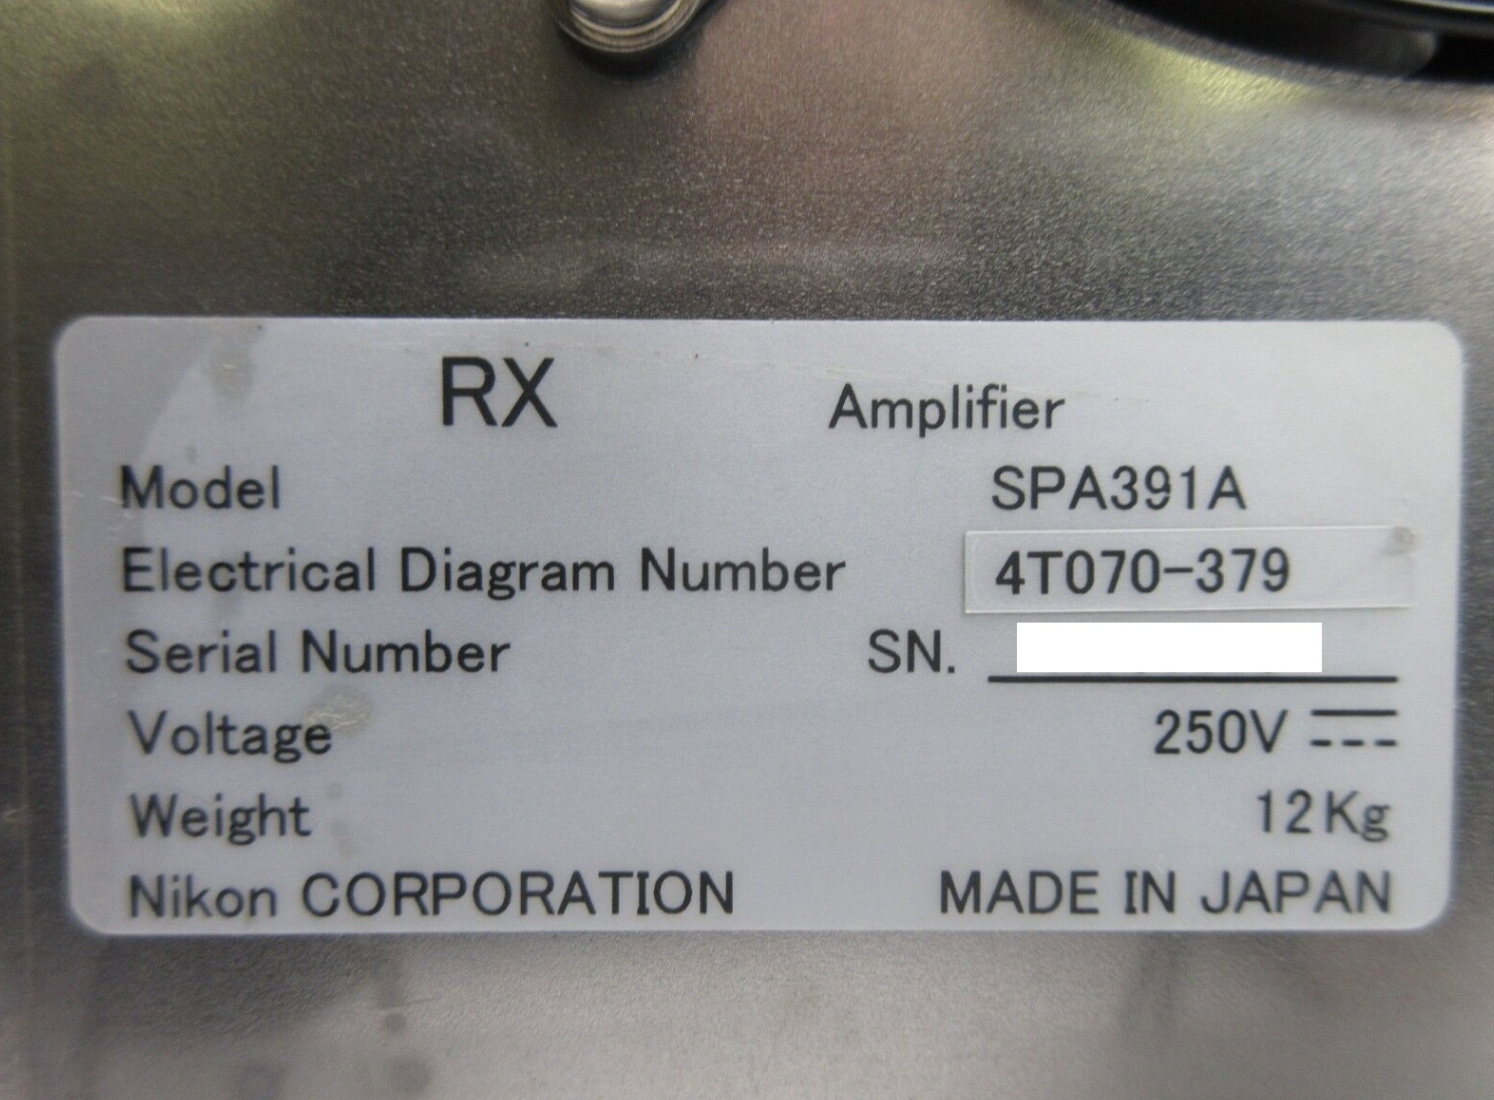 RX Amplifier
Model SPA391A
Electrical Diagram Number 4T070-379
Serial Number SN.
Voltage 250V ⎓
Weight 12Kg
Nikon CORPORATION MADE IN JAPAN